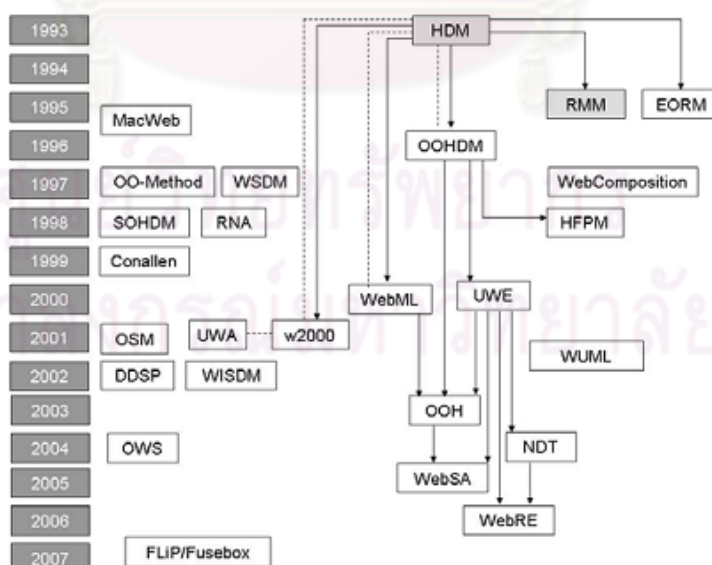 1993
HDM
1994
1995
MacWeb
RMM
EORM
1996
OOHDM
1997
OO-Method
WSDM
WebComposition
1998
SOHDM
RNA
HFPM
1999
Conallen
2000
WebML
UWE
2001
OSM
UWA
w2000
WUML
2002
DDSP
WISDM
2003
OOH
2004
OWS
NDT
2005
WebSA
2006
WebRE
2007
FLiP/Fusebox